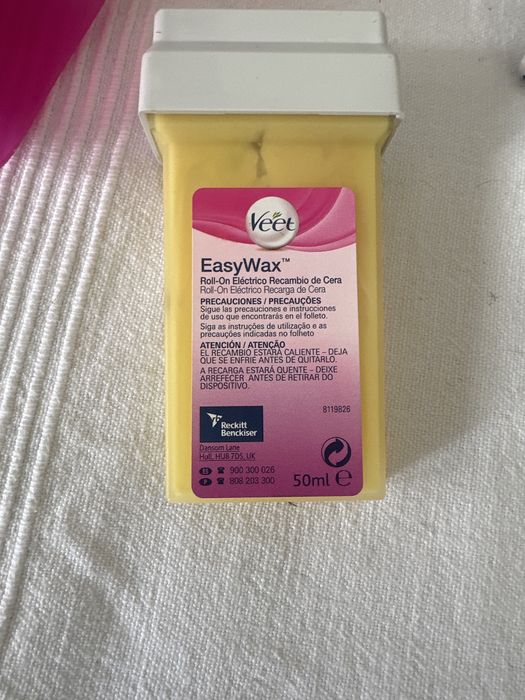 Veet
EasyWax™
Roll-On Eléctrico Recambio de Cera
Roll-On Eléctrico Recarga de Cera
PRECAUCIONES / PRECAUÇÕES
Sigue las precauciones e instrucciones
de uso que encontrarás en el folleto.
Siga as instruções de utilização e as
precauções indicadas no folheto
ATENCIÓN / ATENÇÃO
EL RECAMBIO ESTARÁ CALIENTE – DEJA
QUE SE ENFRIE ANTES DE QUITARLO.
A RECARGA ESTARÁ QUENTE – DEIXE
ARREFECER ANTES DE RETIRAR DO
DISPOSITIVO.
8119826
Reckitt
Benckiser
Dansom Lane
Hull, HU8 7DS, UK
ES ☎ 900 300 026
P ☎ 808 203 300
50ml ℮